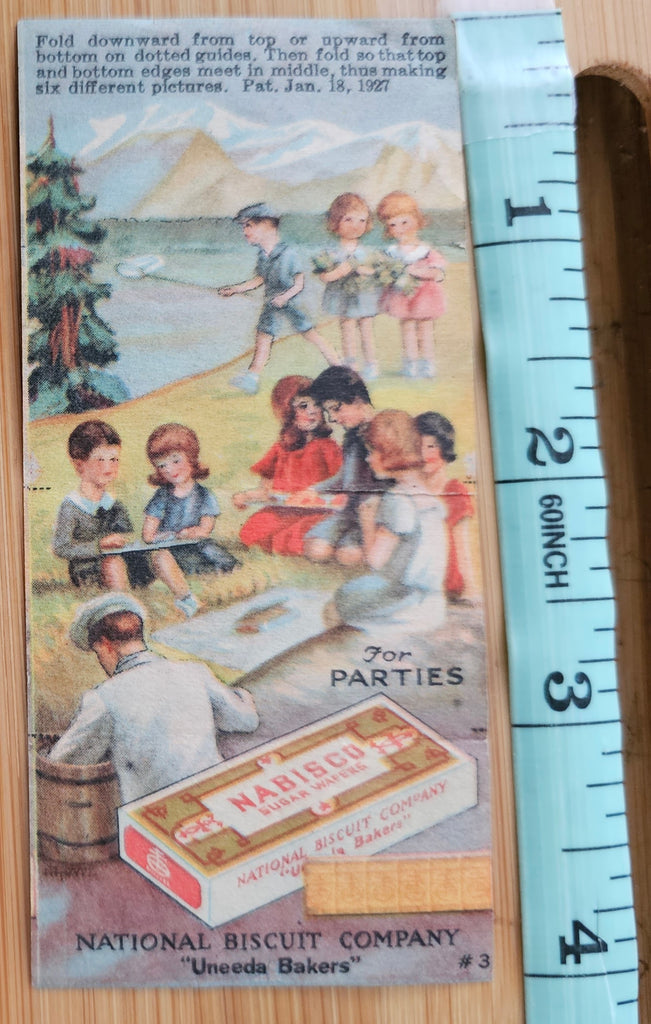 Fold downward from top or upward from
bottom on dotted guides. Then fold so that top
and bottom edges meet in middle, thus making
six different pictures. Pat. Jan. 18, 1927
1
2
60INCH
For
PARTIES
3
NABISCO
SUGAR WAFERS
NATIONAL BISCUIT COMPANY
"Uneeda Bakers"
NATIONAL BISCUIT COMPANY
"Uneeda Bakers"
#3
4